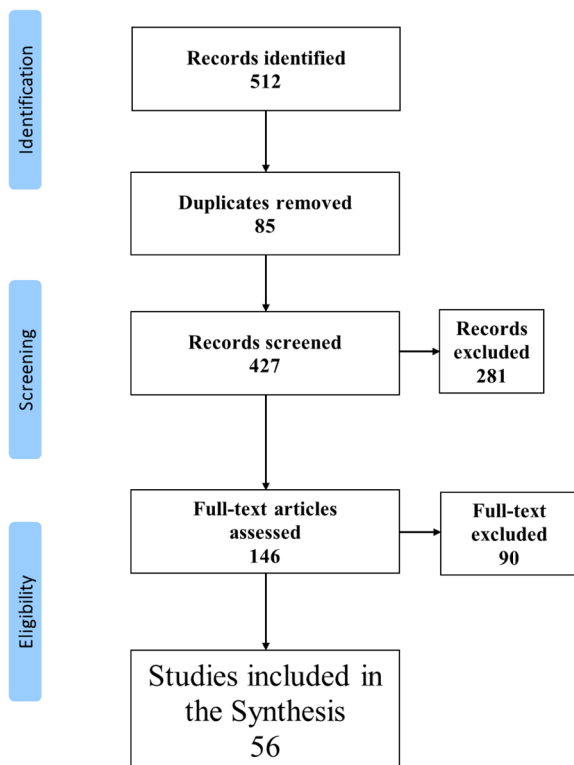 Identification
Records identified
512
Duplicates removed
85
Screening
Records screened
427
Records
excluded
281
Eligibility
Full-text articles
assessed
146
Full-text
excluded
90
Studies included in
the Synthesis
56